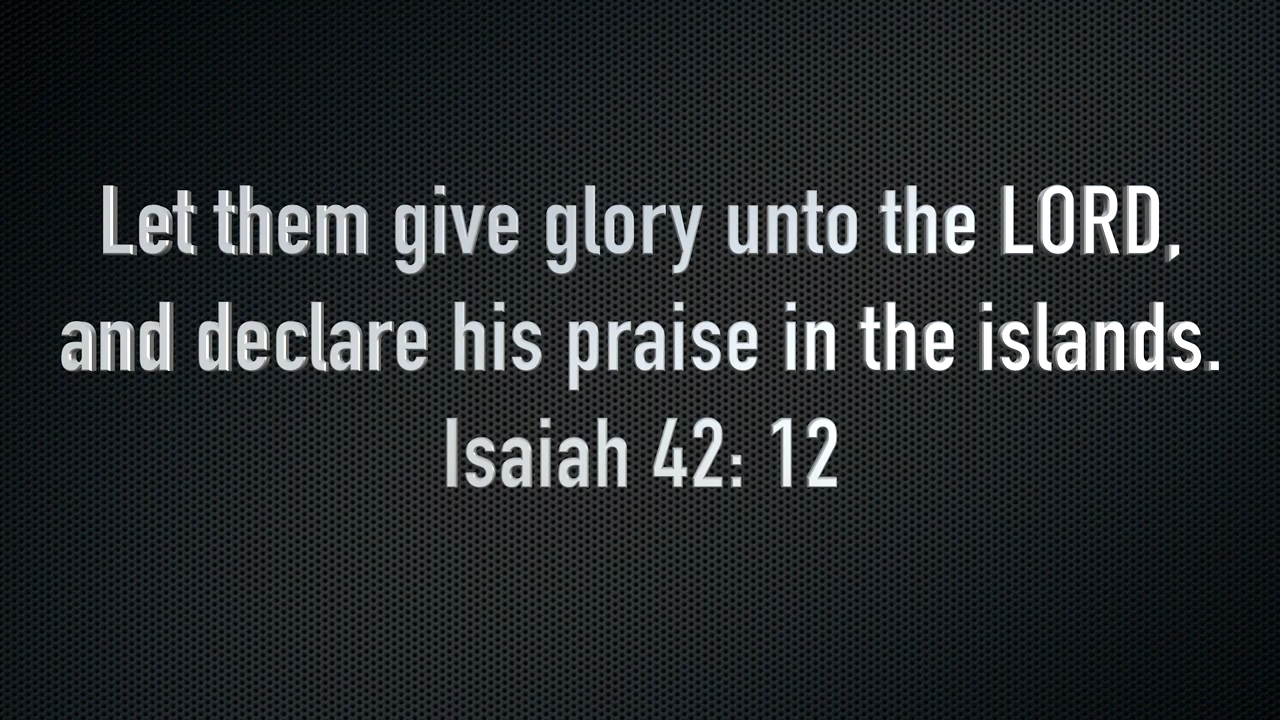 Let them give glory unto the LORD,
and declare his praise in the islands.
Isaiah 42: 12